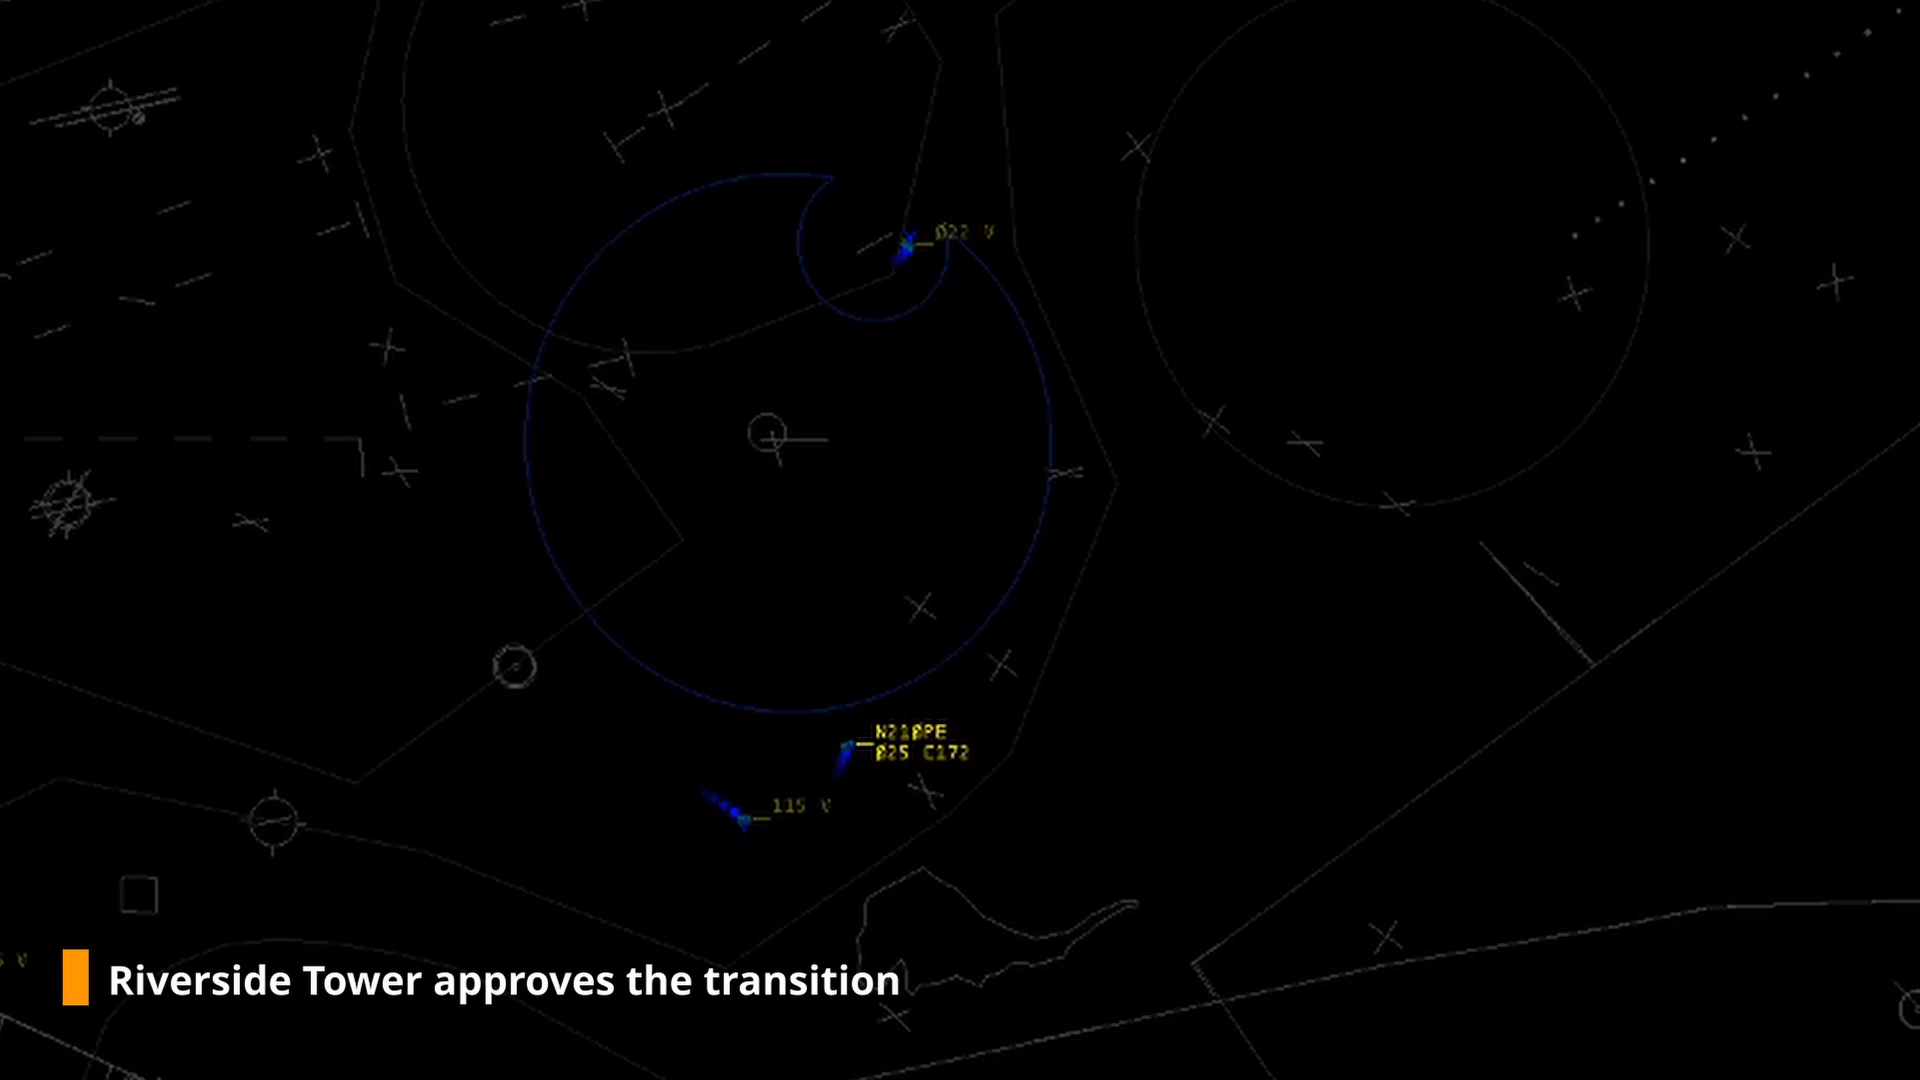 Ø22 V
N21ØPE
Ø25 C172
115 V
V
Riverside Tower approves the transition